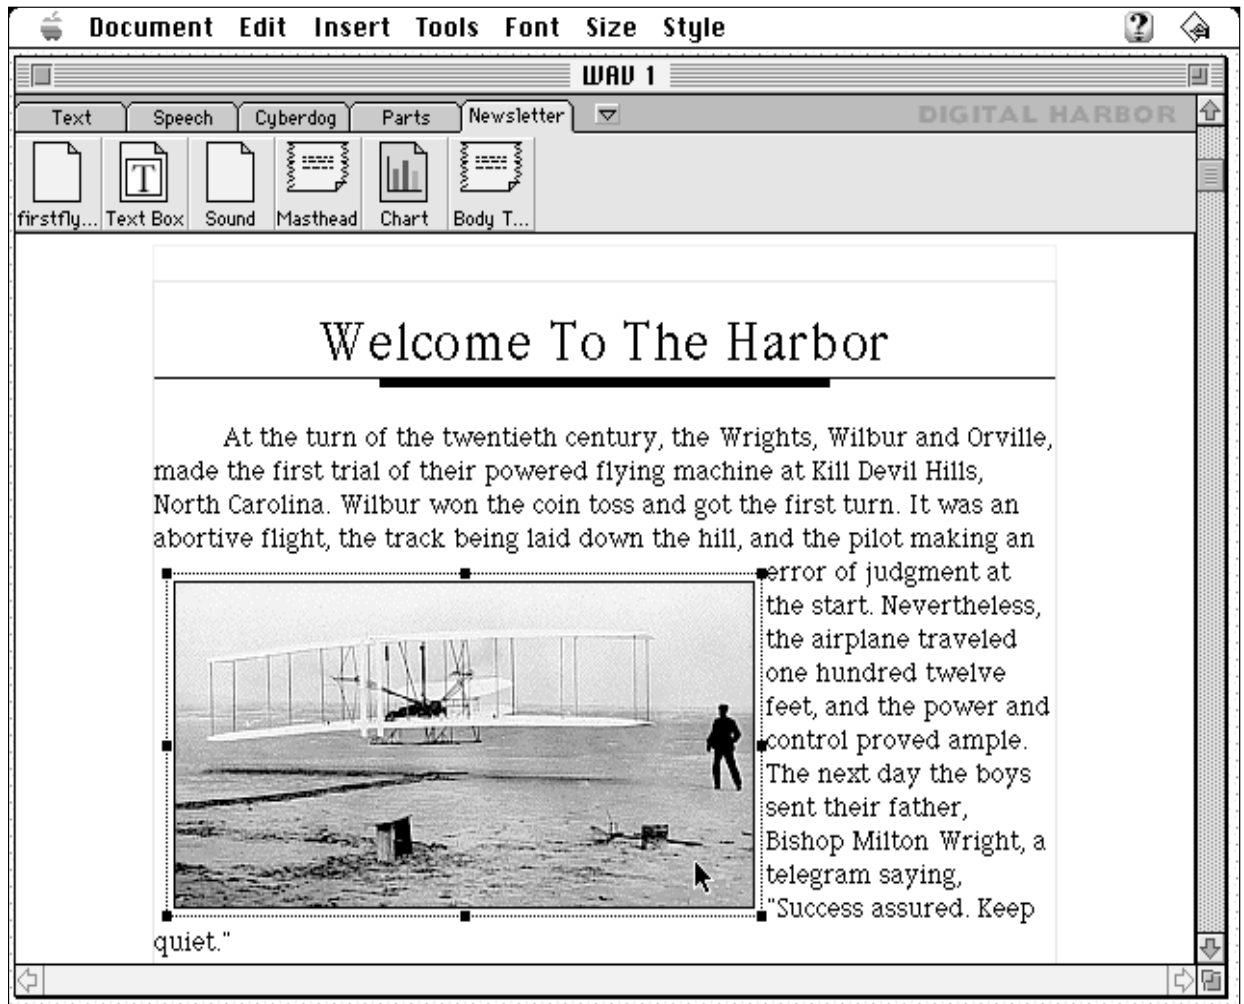 Document Edit Insert Tools Font Size Style
WAV 1
Text Speech Cyberdog Parts Newsletter DIGITAL HARBOR
firstfly... Text Box Sound Masthead Chart Body T...
Welcome To The Harbor
At the turn of the twentieth century, the Wrights, Wilbur and Orville,
made the first trial of their powered flying machine at Kill Devil Hills,
North Carolina. Wilbur won the coin toss and got the first turn. It was an
abortive flight, the track being laid down the hill, and the pilot making an
error of judgment at
the start. Nevertheless,
the airplane traveled
one hundred twelve
feet, and the power and
control proved ample.
The next day the boys
sent their father,
Bishop Milton Wright, a
telegram saying,
"Success assured. Keep
quiet."